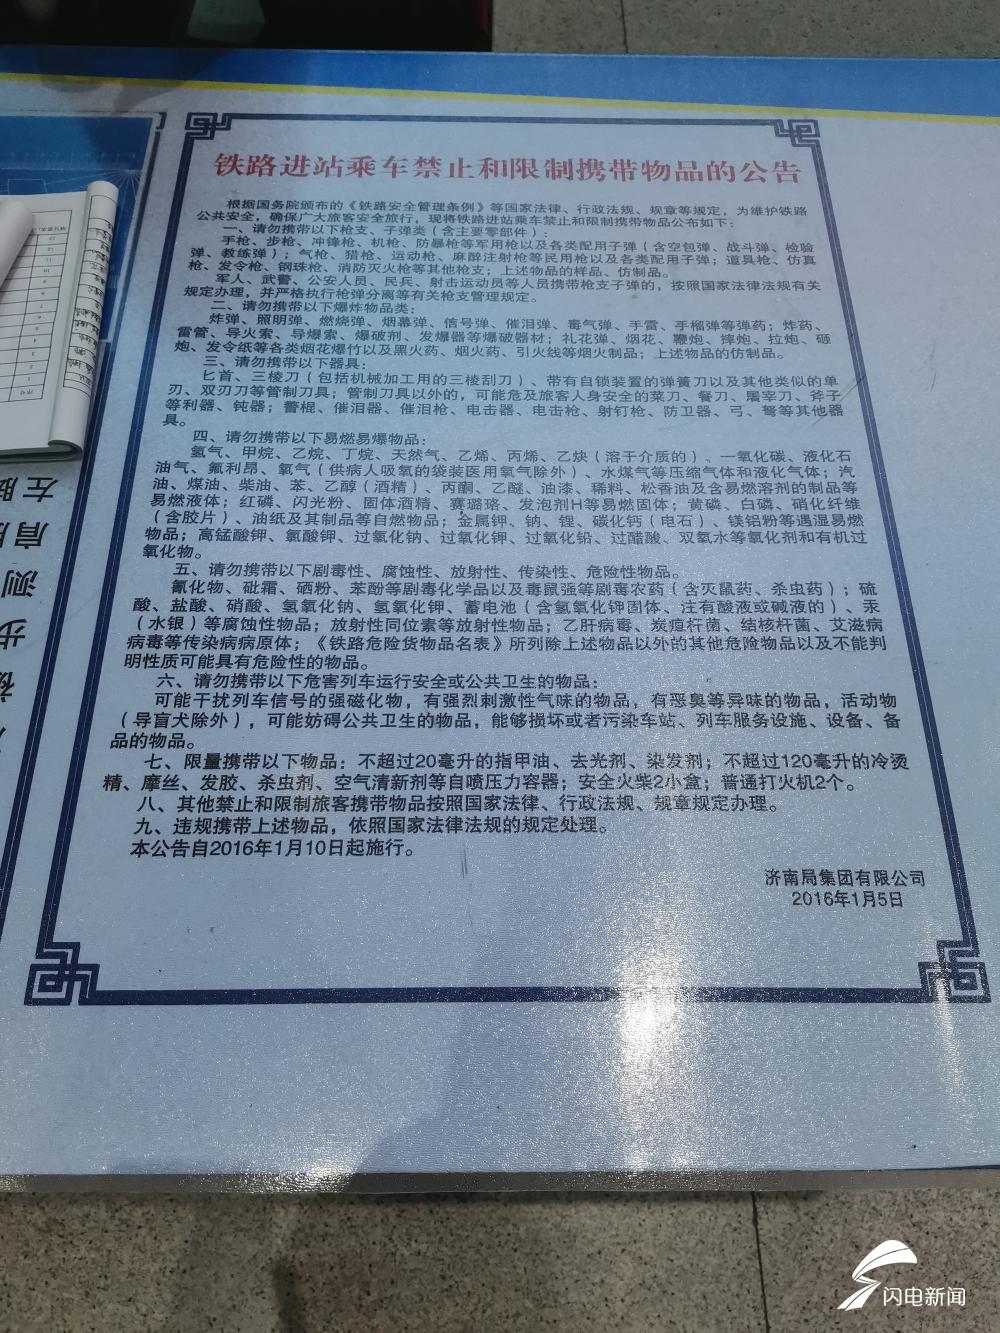 铁路进站乘车禁止和限制携带物品的公告
根据国务院颁布的《铁路安全管理条例》等国家法律、行政法规、规章等规定，为维护铁路
公共安全，确保广大旅客安全旅行，现将铁路进站乘车禁止和限制携带物品公布如下：
一、请勿携带以下枪支、子弹类（含主要零部件）：
手枪、步枪、冲锋枪、机枪、防暴枪等军用枪以及各类配用子弹（含空包弹、战斗弹、检验
弹、教练弹）；气枪、猎枪、运动枪、麻醉注射枪等民用枪以及各类配用子弹；道具枪、仿真
枪、发令枪、钢珠枪、消防灭火枪等其他枪支；上述物品的样品、仿制品。
军人、武警、公安人员、民兵、射击运动员等人员携带枪支子弹的，按照国家法律法规有关
规定办理，并严格执行枪弹分离等有关枪支管理规定。
二、请勿携带以下爆炸物品类：
炸弹、照明弹、燃烧弹、烟幕弹、信号弹、催泪弹、毒气弹、手雷、手榴弹等弹药；炸药、
雷管、导火索、导爆索、爆破剂、发爆器等爆破器材；礼花弹、烟花、鞭炮、摔炮、拉炮、砸
炮、发令纸等各类烟花爆竹以及黑火药、烟火药、引火线等烟火制品；上述物品的仿制品。
三、请勿携带以下器具：
匕首、三棱刀（包括机械加工用的三棱刮刀）、带有自锁装置的弹簧刀以及其他类似的单
刃、双刃刀等管制刀具；管制刀具以外的，可能危及旅客人身安全的菜刀、餐刀、屠宰刀、斧子
等利器、钝器；警棍、催泪器、催泪枪、电击器、电击枪、射钉枪、防卫器、弓、弩等其他器
具。
四、请勿携带以下易燃易爆物品：
氢气、甲烷、乙烷、丁烷、天然气、乙烯、丙烯、乙炔（溶于介质的）、一氧化碳、液化石
油气、氟利昂、氧气（供病人吸氧的袋装医用氧气除外）、水煤气等压缩气体和液化气体；汽
油、煤油、柴油、苯、乙醇（酒精）、丙酮、乙醚、油漆、稀料、松香油及含易燃溶剂的制品等
易燃液体；红磷、闪光粉、固体酒精、赛璐珞、发泡剂H等易燃固体；黄磷、白磷、硝化纤维
（含胶片）、油纸及其制品等自燃物品；金属钾、钠、锂、碳化钙（电石）、镁铝粉等遇湿易燃
物品；高锰酸钾、氯酸钾、过氧化钠、过氧化钾、过氧化铅、过醋酸、双氧水等氧化剂和有机过
氧化物。
五、请勿携带以下剧毒性、腐蚀性、放射性、传染性、危险性物品。
氰化物、砒霜、硒粉、苯酚等剧毒化学品以及毒鼠强等剧毒农药（含灭鼠药、杀虫药）；硫
酸、盐酸、硝酸、氢氧化钠、氢氧化钾、蓄电池（含氢氧化钾固体、注有酸液或碱液的）、汞
（水银）等腐蚀性物品；放射性同位素等放射性物品；乙肝病毒、炭疽杆菌、结核杆菌、艾滋病
病毒等传染病病原体；《铁路危险货物品名表》所列除上述物品以外的其他危险物品以及不能判
明性质可能具有危险性的物品。
六、请勿携带以下危害列车运行安全或公共卫生的物品：
可能干扰列车信号的强磁化物，有强烈刺激性气味的物品，有恶臭等异味的物品，活动物
（导盲犬除外），可能妨碍公共卫生的物品，能够损坏或者污染车站、列车服务设施、设备、备
品的物品。
七、限量携带以下物品：不超过20毫升的指甲油、去光剂、染发剂；不超过120毫升的冷烫
精、摩丝、发胶、杀虫剂、空气清新剂等自喷压力容器；安全火柴2小盒；普通打火机2个。
八、其他禁止和限制旅客携带物品按照国家法律、行政法规、规章规定办理。
九、违规携带上述物品，依照国家法律法规的规定处理。
本公告自2016年1月10日起施行。
济南局集团有限公司
2016年1月5日
左
肩
测
步
闪电新闻